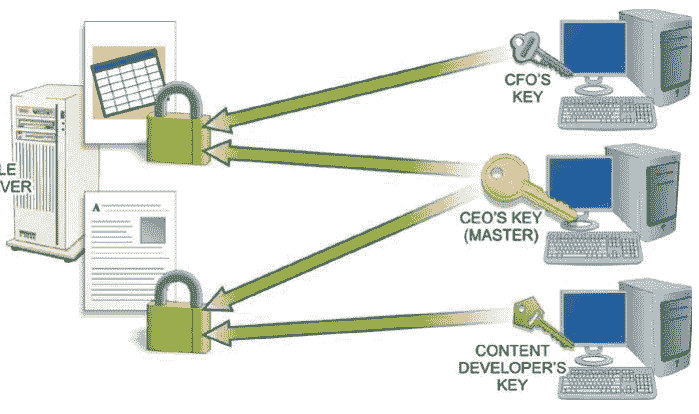 CFO'S
KEY
LE
VER
CEO'S KEY
(MASTER)
A
CONTENT
DEVELOPER'S
KEY